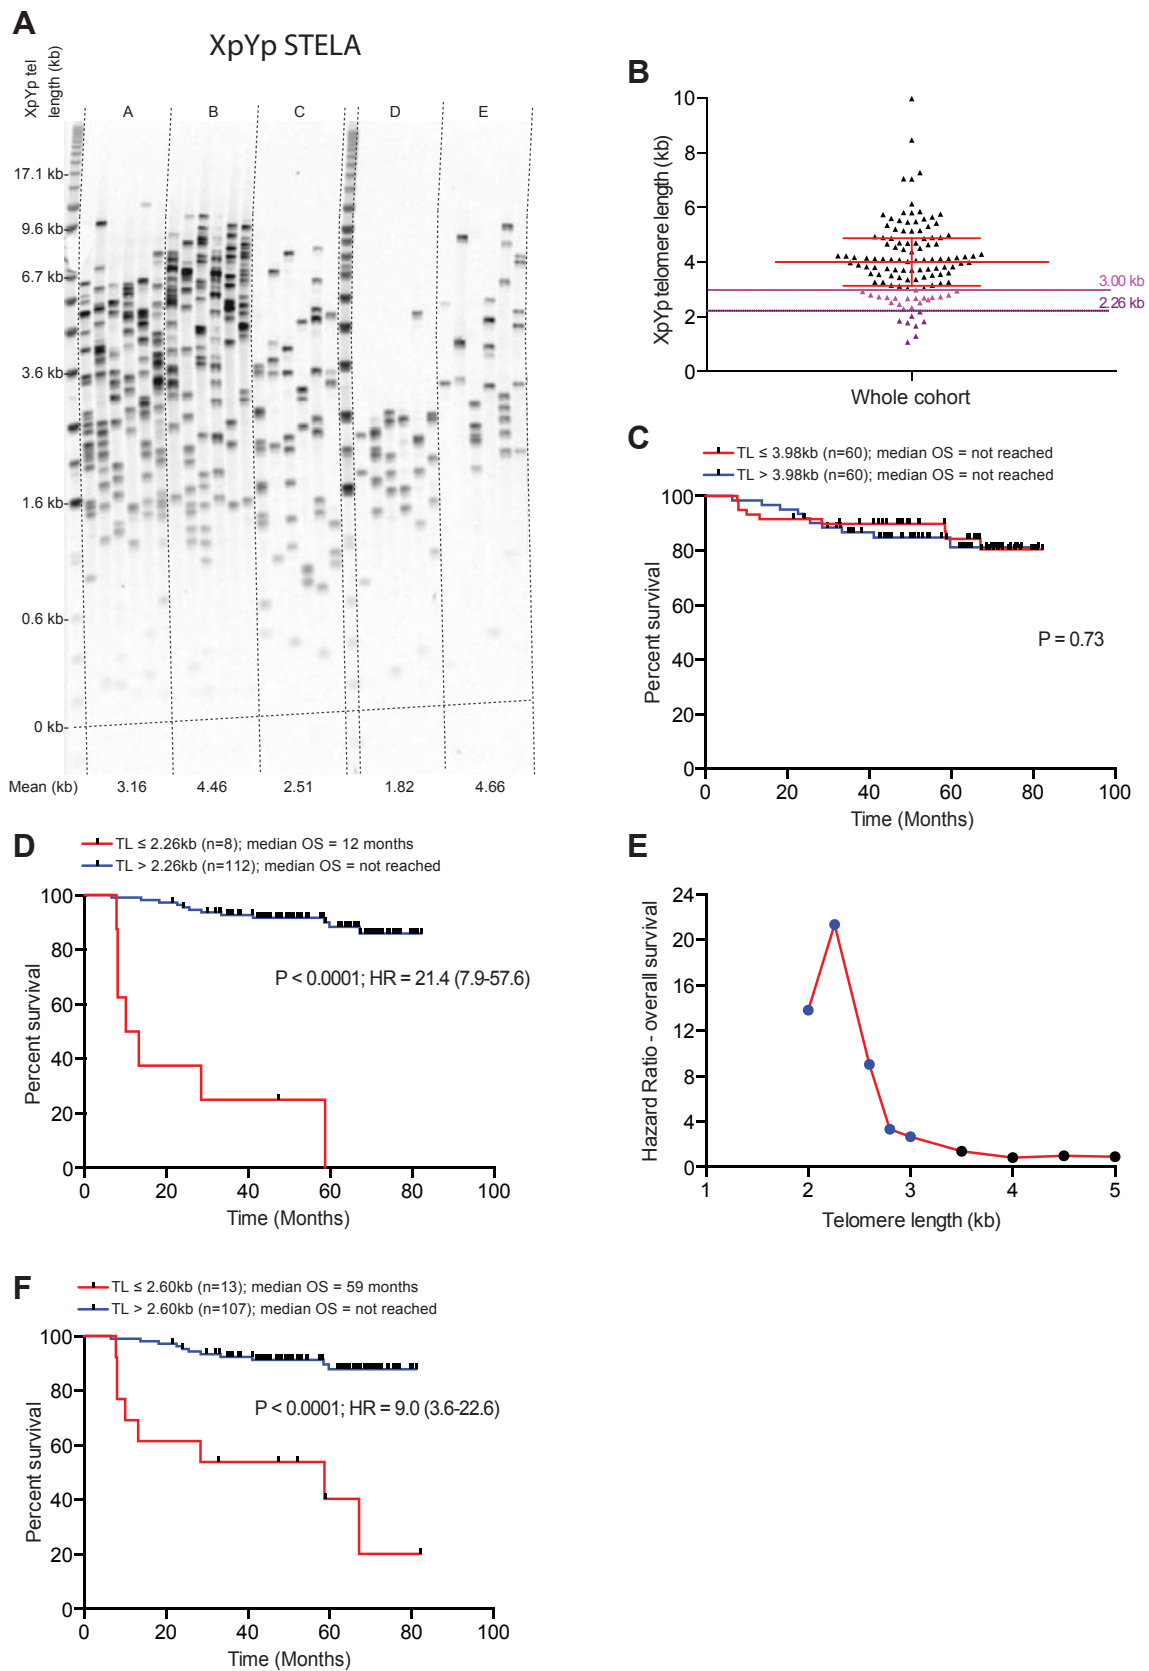 A
XpYp STELA
XpYp tel
length (kb)
A B C D E
17.1 kb-
9.6 kb-
6.7 kb-
3.6 kb-
1.6 kb-
0.6 kb-
0 kb-
Mean (kb) 3.16 4.46 2.51 1.82 4.66
B
XpYp telomere length (kb)
10
8
6
4
2
0
3.00 kb
2.26 kb
Whole cohort
C
TL ≤ 3.98kb (n=60); median OS = not reached
TL > 3.98kb (n=60); median OS = not reached
Percent survival
100
80
60
40
20
0
P = 0.73
0 20 40 60 80 100
Time (Months)
D
TL ≤ 2.26kb (n=8); median OS = 12 months
TL > 2.26kb (n=112); median OS = not reached
Percent survival
100
80
60
40
20
0
P < 0.0001; HR = 21.4 (7.9-57.6)
0 20 40 60 80 100
Time (Months)
E
Hazard Ratio - overall survival
24
20
16
12
8
4
0
1 2 3 4 5
Telomere length (kb)
F
TL ≤ 2.60kb (n=13); median OS = 59 months
TL > 2.60kb (n=107); median OS = not reached
Percent survival
100
80
60
40
20
0
P < 0.0001; HR = 9.0 (3.6-22.6)
0 20 40 60 80 100
Time (Months)